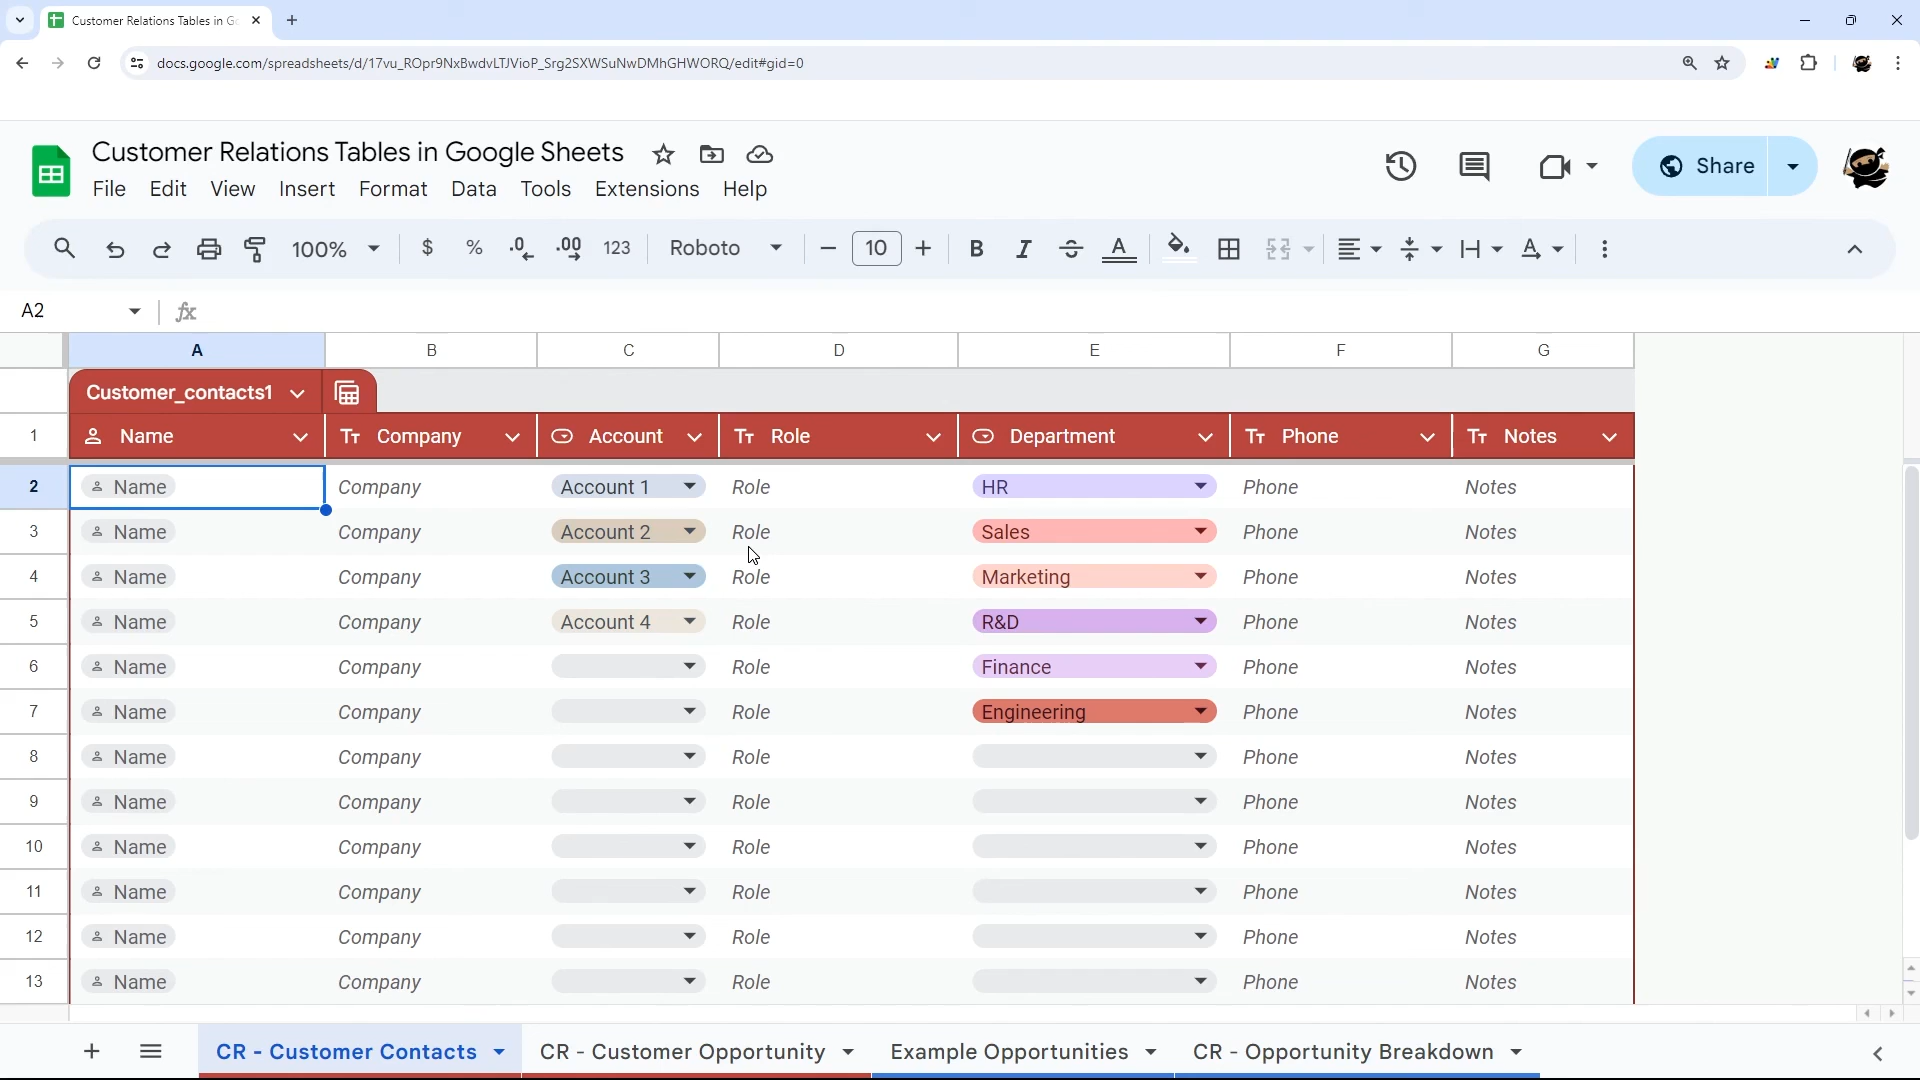 Customer Relations Tables in G
docs.google.com/spreadsheets/d/17vu_ROpr9NxBwdvLTJVioP_Srg2SXWSuNwDMhGHWORQ/edit#gid=0
Customer Relations Tables in Google Sheets
File Edit View Insert Format Data Tools Extensions Help
Share
100% $ % .0 .00 123 Roboto 10 B I S A A
A2 fx
A B C D E F G
Customer_contacts1
1 Name Tт Company Account Tт Role Department Tт Phone Tт Notes
2 Name Company Account 1 Role HR Phone Notes
3 Name Company Account 2 Role Sales Phone Notes
4 Name Company Account 3 Role Marketing Phone Notes
5 Name Company Account 4 Role R&D Phone Notes
6 Name Company Role Finance Phone Notes
7 Name Company Role Engineering Phone Notes
8 Name Company Role Phone Notes
9 Name Company Role Phone Notes
10 Name Company Role Phone Notes
11 Name Company Role Phone Notes
12 Name Company Role Phone Notes
13 Name Company Role Phone Notes
CR - Customer Contacts CR - Customer Opportunity Example Opportunities CR - Opportunity Breakdown